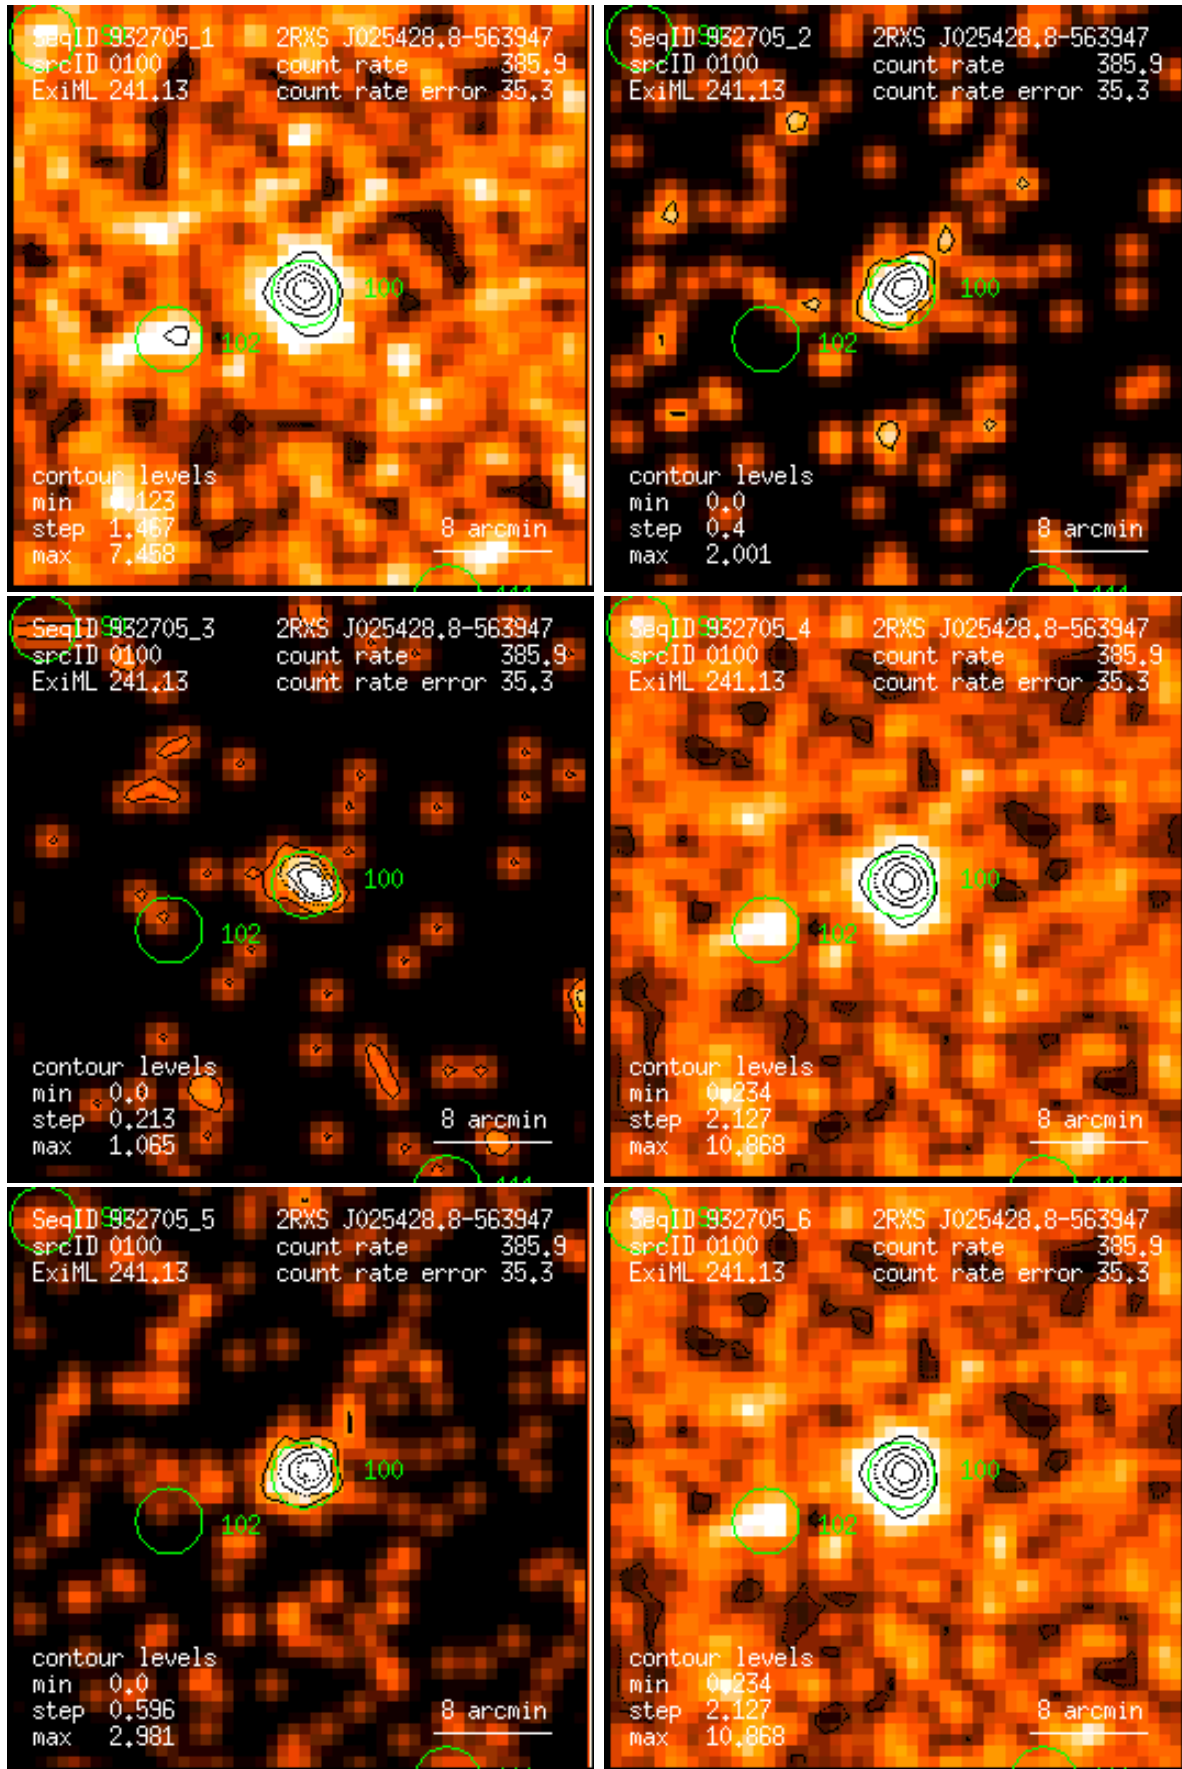 SeqID 932705_1 2RXS J025428.8-563947
srcID 0100 count rate 385.9
ExiML 241.13 count rate error 35.3
100
102
contour levels
min 0.123
step 1.467
max 7.458
8 arcmin
SeqID 932705_2 2RXS J025428.8-563947
srcID 0100 count rate 385.9
ExiML 241.13 count rate error 35.3
100
102
contour levels
min 0.0
step 0.4
max 2.001
8 arcmin
SeqID 932705_3 2RXS J025428.8-563947
srcID 0100 count rate 385.9
ExiML 241.13 count rate error 35.3
100
102
contour levels
min 0.0
step 0.213
max 1.065
8 arcmin
SeqID 932705_4 2RXS J025428.8-563947
srcID 0100 count rate 385.9
ExiML 241.13 count rate error 35.3
100
102
contour levels
min 0.234
step 2.127
max 10.868
8 arcmin
SeqID 932705_5 2RXS J025428.8-563947
srcID 0100 count rate 385.9
ExiML 241.13 count rate error 35.3
100
102
contour levels
min 0.0
step 0.596
max 2.981
8 arcmin
SeqID 932705_6 2RXS J025428.8-563947
srcID 0100 count rate 385.9
ExiML 241.13 count rate error 35.3
100
102
contour levels
min 0.234
step 2.127
max 10.868
8 arcmin